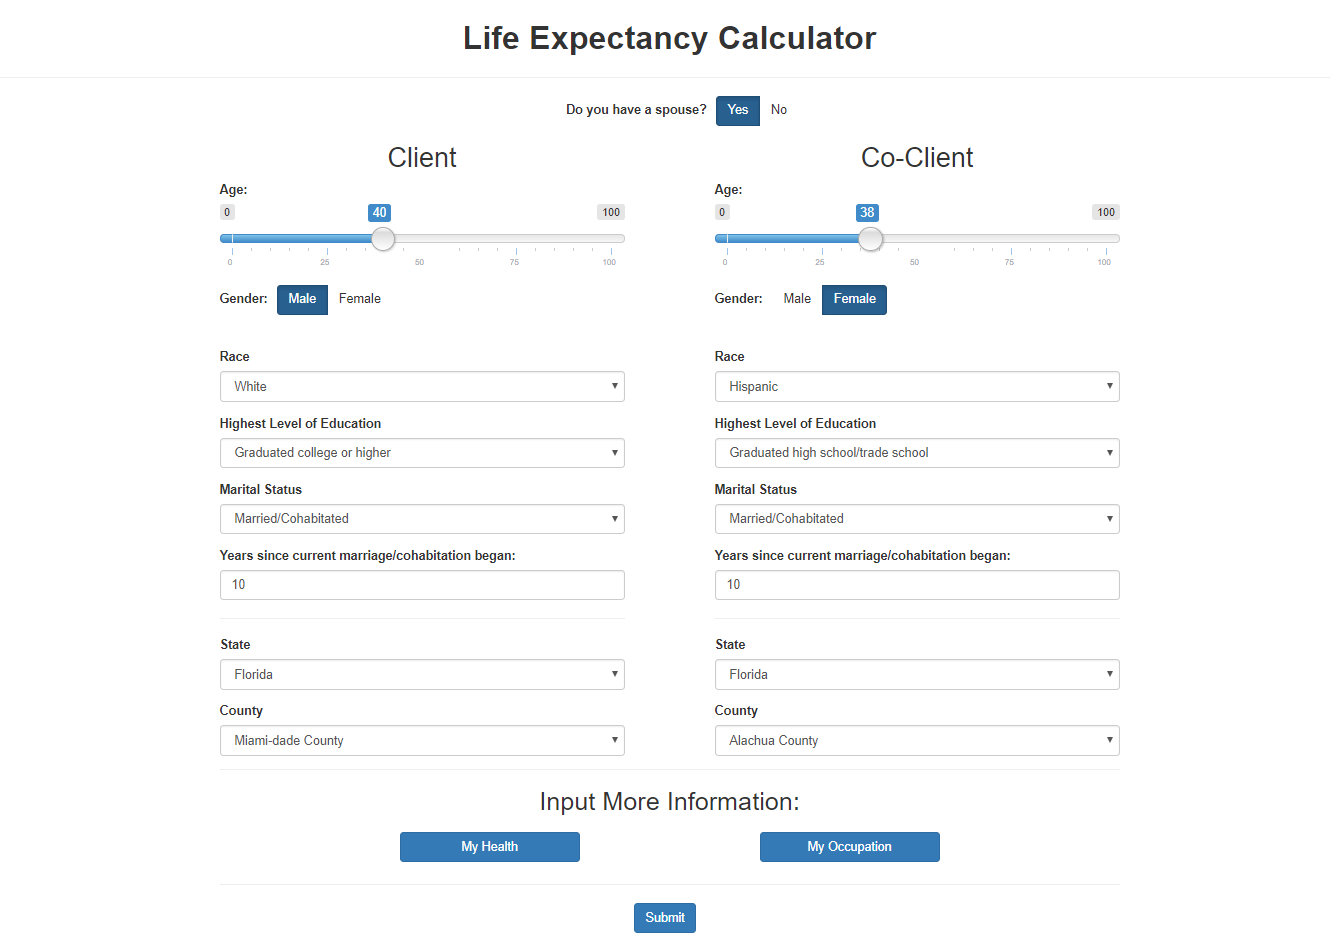 Life Expectancy Calculator
Do you have a spouse? Yes No
Client
Age:
0 40 100
0 25 50 75 100
Gender: Male Female
Race
White
Highest Level of Education
Graduated college or higher
Marital Status
Married/Cohabitated
Years since current marriage/cohabitation began:
10
State
Florida
County
Miami-dade County
Co-Client
Age:
0 38 100
0 25 50 75 100
Gender: Male Female
Race
Hispanic
Highest Level of Education
Graduated high school/trade school
Marital Status
Married/Cohabitated
Years since current marriage/cohabitation began:
10
State
Florida
County
Alachua County
Input More Information:
My Health My Occupation
Submit